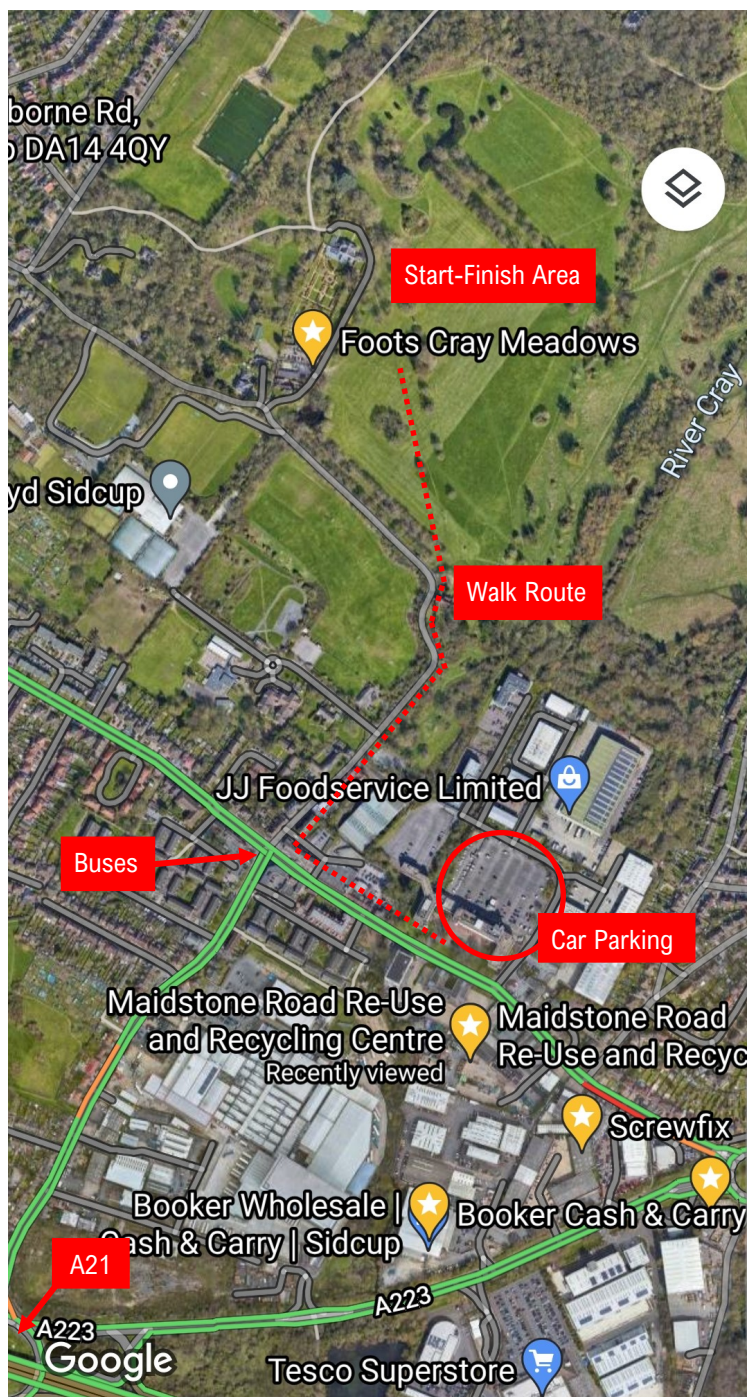 borne Rd,
DA14 4QY
Start-Finish Area
Foots Cray Meadows
River Cray
yd Sidcup
Walk Route
JJ Foodservice Limited
Buses
Car Parking
Maidstone Road Re-Use
and Recycling Centre
Recently viewed
Maidstone Road
Re-Use and Recyc
Screwfix
Booker Wholesale |
Cash & Carry | Sidcup
Booker Cash & Carry
A21
A223
A223
Google
Tesco Superstore